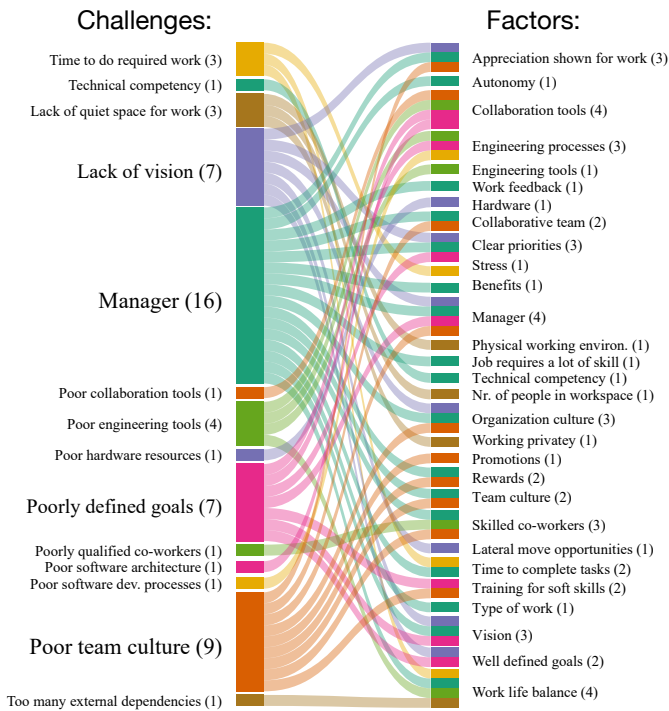 Challenges:
Time to do required work (3)
Technical competency (1)
Lack of quiet space for work (3)
Lack of vision (7)
Manager (16)
Poor collaboration tools (1)
Poor engineering tools (4)
Poor hardware resources (1)
Poorly defined goals (7)
Poorly qualified co-workers (1)
Poor software architecture (1)
Poor software dev. processes (1)
Poor team culture (9)
Too many external dependencies (1)
Factors:
Appreciation shown for work (3)
Autonomy (1)
Collaboration tools (4)
Engineering processes (3)
Engineering tools (1)
Work feedback (1)
Hardware (1)
Collaborative team (2)
Clear priorities (3)
Stress (1)
Benefits (1)
Manager (4)
Physical working environ. (1)
Job requires a lot of skill (1)
Technical competency (1)
Nr. of people in workspace (1)
Organization culture (3)
Working privatey (1)
Promotions (1)
Rewards (2)
Team culture (2)
Skilled co-workers (3)
Lateral move opportunities (1)
Time to complete tasks (2)
Training for soft skills (2)
Type of work (1)
Vision (3)
Well defined goals (2)
Work life balance (4)